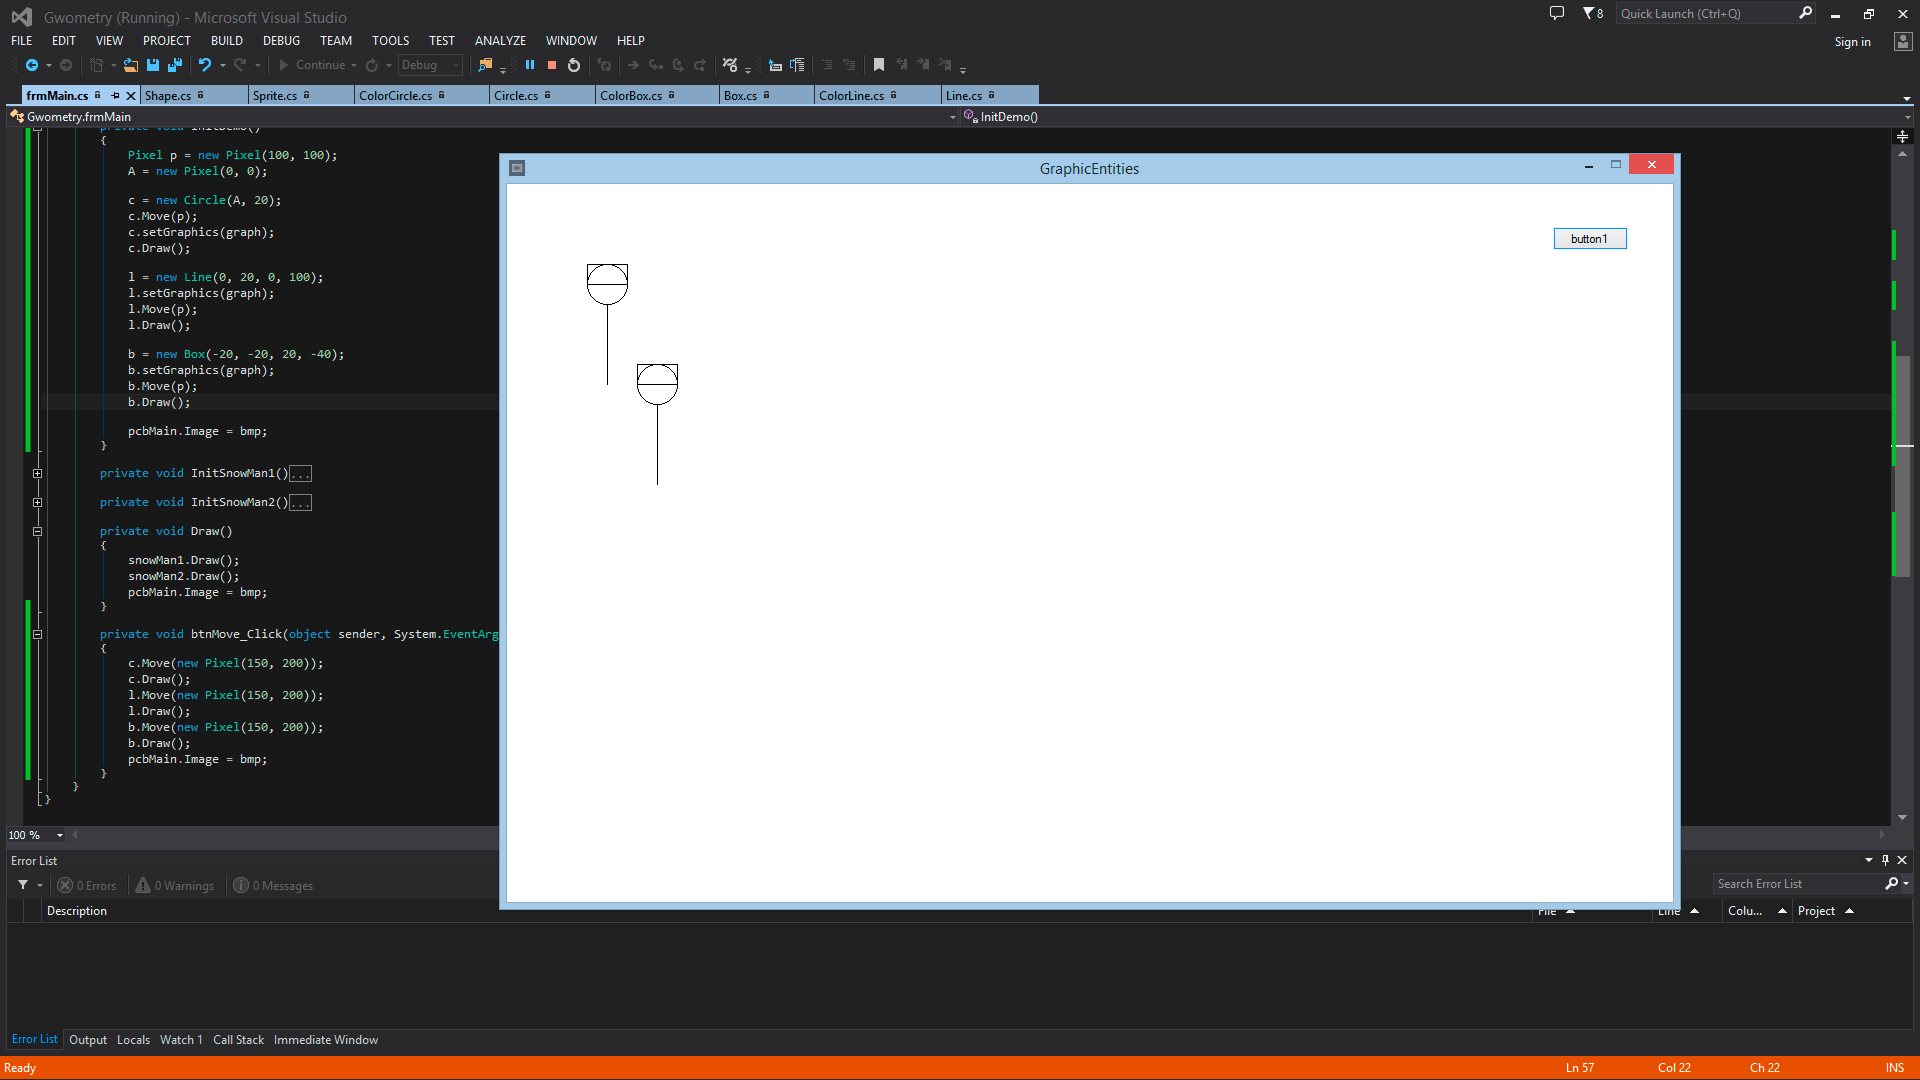 Gwometry (Running) - Microsoft Visual Studio
8
Quick Launch (Ctrl+Q)
FILE EDIT VIEW PROJECT BUILD DEBUG TEAM TOOLS TEST ANALYZE WINDOW HELP
Sign in
Continue Debug
frmMain.cs Shape.cs Sprite.cs ColorCircle.cs Circle.cs ColorBox.cs Box.cs ColorLine.cs Line.cs
Gwometry.frmMain InitDemo()
private void InitDemo()
{
Pixel p = new Pixel(100, 100);
A = new Pixel(0, 0);
c = new Circle(A, 20);
c.Move(p);
c.setGraphics(graph);
c.Draw();
l = new Line(0, 20, 0, 100);
l.setGraphics(graph);
l.Move(p);
l.Draw();
b = new Box(-20, -20, 20, -40);
b.setGraphics(graph);
b.Move(p);
b.Draw();
pcbMain.Image = bmp;
}
private void InitSnowMan1()...
private void InitSnowMan2()...
private void Draw()
{
snowMan1.Draw();
snowMan2.Draw();
pcbMain.Image = bmp;
}
private void btnMove_Click(object sender, System.EventArg
{
c.Move(new Pixel(150, 200));
c.Draw();
l.Move(new Pixel(150, 200));
l.Draw();
b.Move(new Pixel(150, 200));
b.Draw();
pcbMain.Image = bmp;
}
}
}
GraphicEntities
button1
100 %
Error List
0 Errors 0 Warnings 0 Messages
Search Error List
Description File Line Colu... Project
Error List Output Locals Watch 1 Call Stack Immediate Window
Ready Ln 57 Col 22 Ch 22 INS